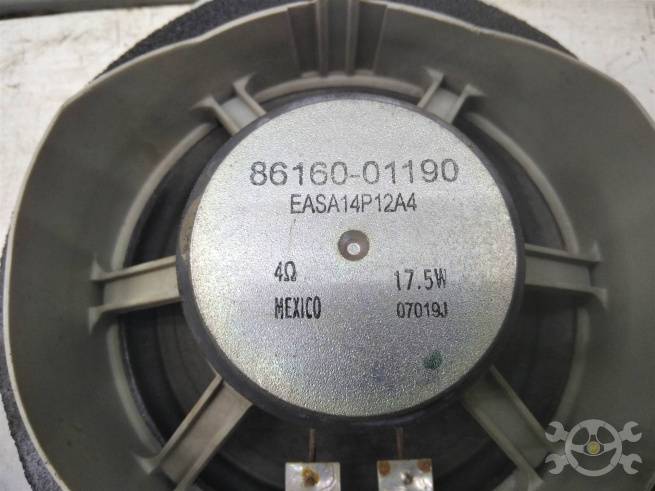 86160-01190
EASA14P12A4
4Ω 17.5W
MEXICO 07019J